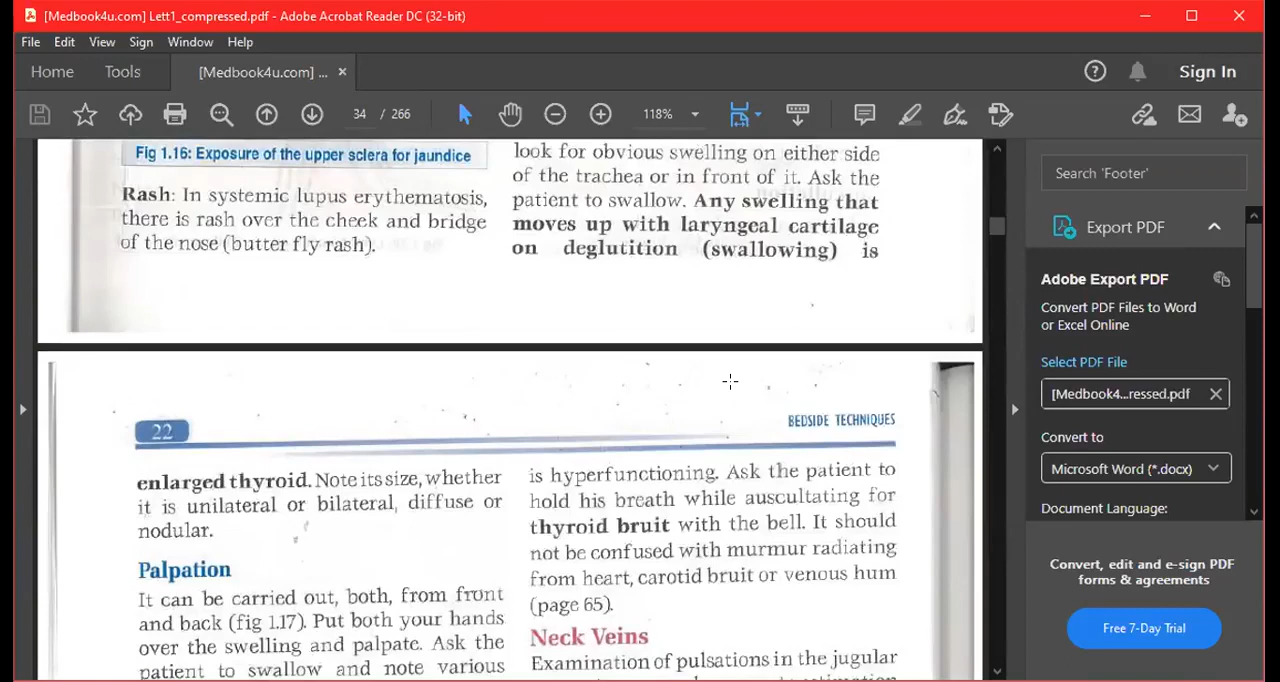 [Medbook4u.com] Lett1_compressed.pdf - Adobe Acrobat Reader DC (32-bit)
File Edit View Sign Window Help
Home Tools [Medbook4u.com] ... × Sign In
34 / 266 118%
Fig 1.16: Exposure of the upper sclera for jaundice
Rash: In systemic lupus erythematosis,
there is rash over the cheek and bridge
of the nose (butter fly rash).
look for obvious swelling on either side
of the trachea or in front of it. Ask the
patient to swallow. Any swelling that
moves up with laryngeal cartilage
on deglutition (swallowing) is
22
BEDSIDE TECHNIQUES
enlarged thyroid. Note its size, whether
it is unilateral or bilateral, diffuse or
nodular.
Palpation
It can be carried out, both, from front
and back (fig 1.17). Put both your hands
over the swelling and palpate. Ask the
patient to swallow and note various
is hyperfunctioning. Ask the patient to
hold his breath while auscultating for
thyroid bruit with the bell. It should
not be confused with murmur radiating
from heart, carotid bruit or venous hum
(page 65).
Neck Veins
Examination of pulsations in the jugular
Search 'Footer'
Export PDF
Adobe Export PDF
Convert PDF Files to Word
or Excel Online
Select PDF File
[Medbook4...ressed.pdf
Convert to
Microsoft Word (*.docx)
Document Language:
Convert, edit and e-sign PDF
forms & agreements
Free 7-Day Trial